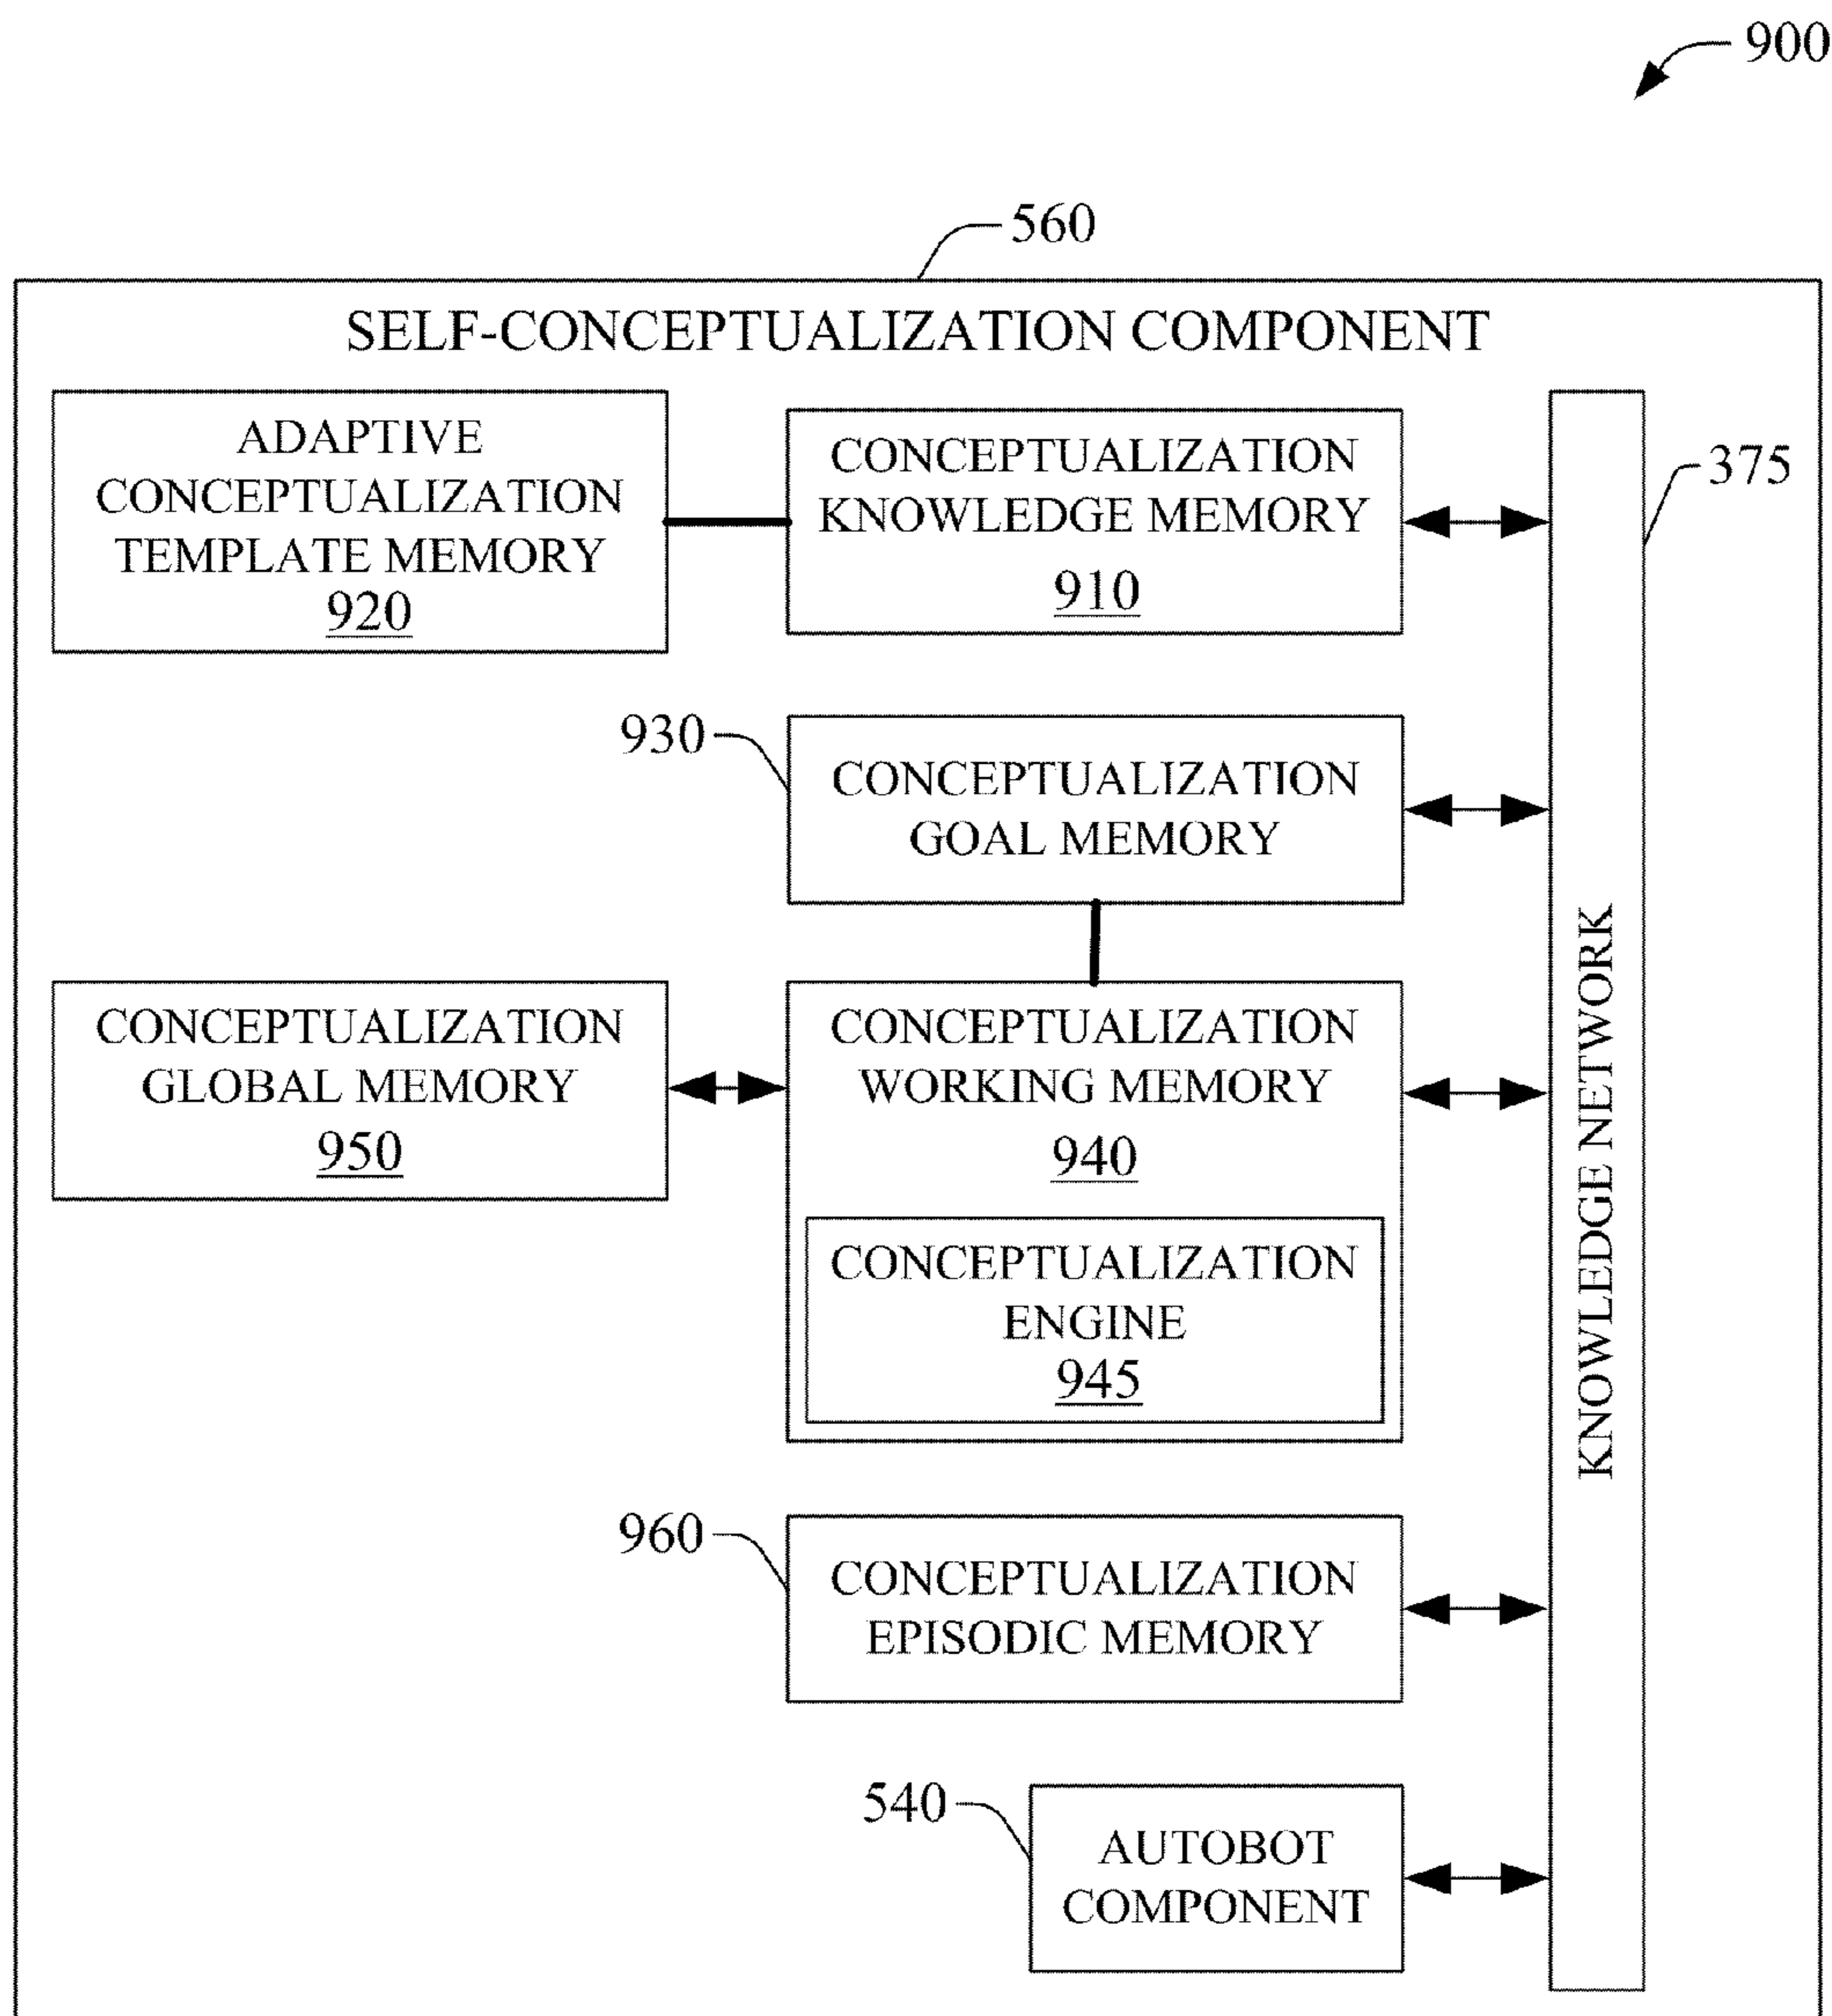 900
560
SELF-CONCEPTUALIZATION COMPONENT
ADAPTIVE
CONCEPTUALIZATION
TEMPLATE MEMORY
920
CONCEPTUALIZATION
KNOWLEDGE MEMORY
910
375
930
CONCEPTUALIZATION
GOAL MEMORY
CONCEPTUALIZATION
GLOBAL MEMORY
950
CONCEPTUALIZATION
WORKING MEMORY
940
CONCEPTUALIZATION
ENGINE
945
KNOWLEDGE NETWORK
960
CONCEPTUALIZATION
EPISODIC MEMORY
540
AUTOBOT
COMPONENT